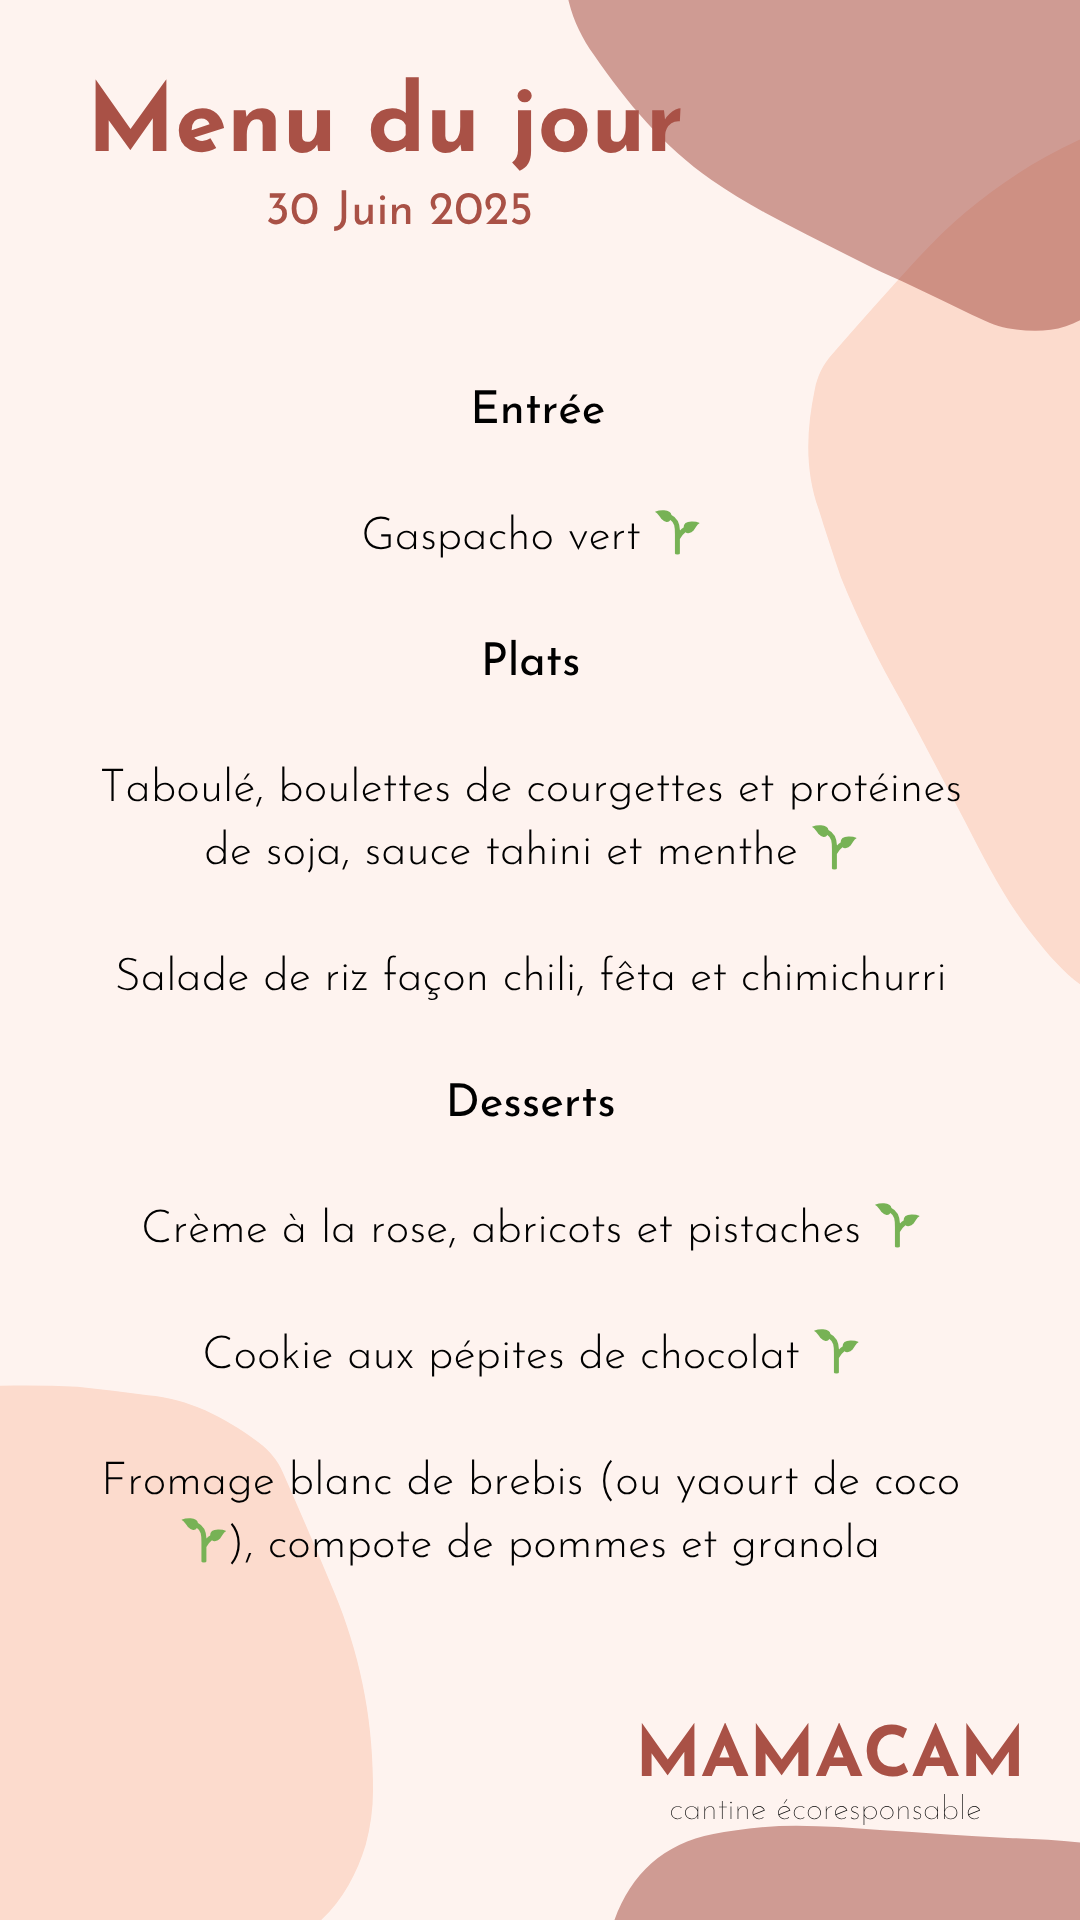 Menu du jour
30 Juin 2025
Entrée
Gaspacho vert 🌱
Plats
Taboulé, boulettes de courgettes et protéines
de soja, sauce tahini et menthe 🌱
Salade de riz façon chili, fêta et chimichurri
Desserts
Crème à la rose, abricots et pistaches 🌱
Cookie aux pépites de chocolat 🌱
Fromage blanc de brebis (ou yaourt de coco
🌱), compote de pommes et granola
MAMACAM
cantine écoresponsable